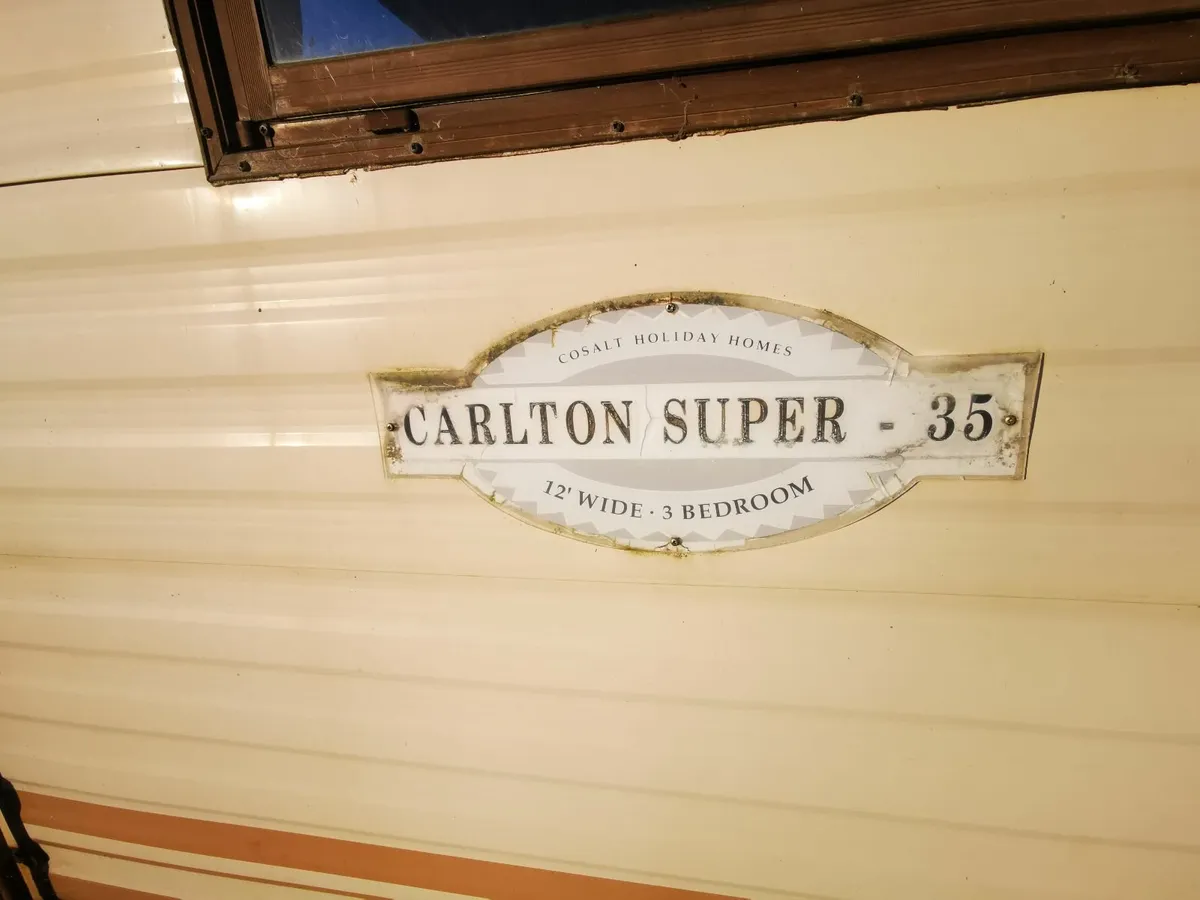 COSALT HOLIDAY HOMES
CARLTON SUPER - 35
12' WIDE · 3 BEDROOM